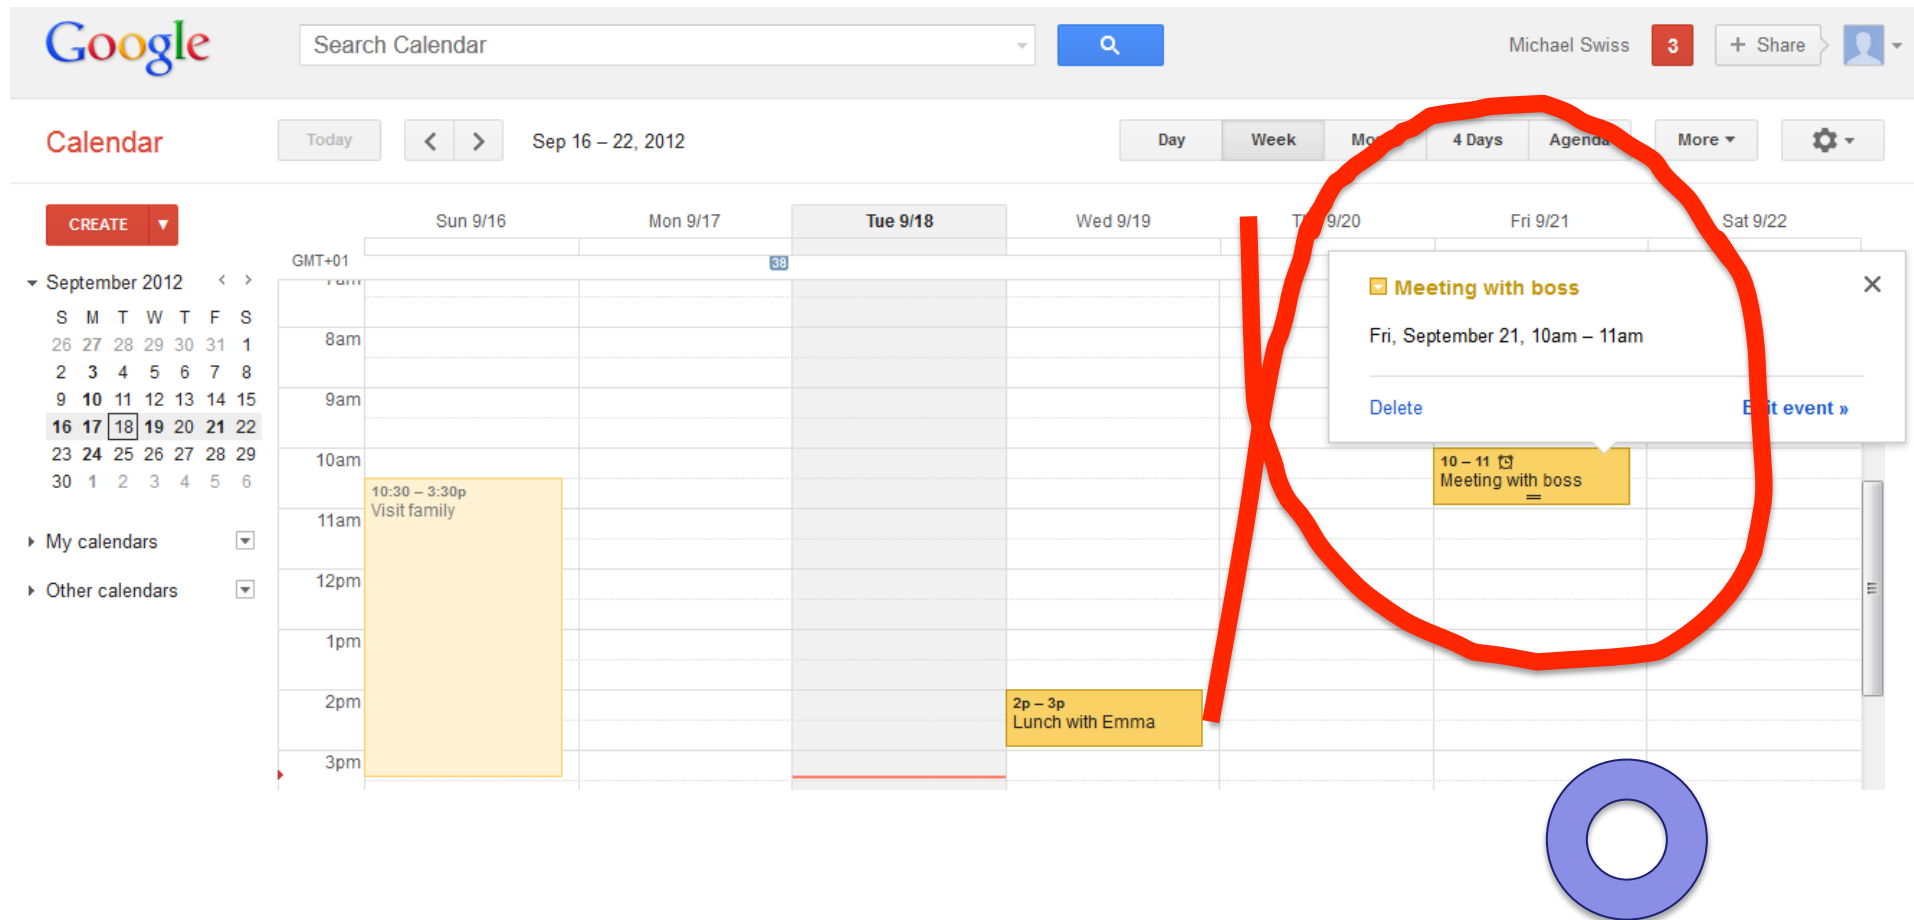 Google
Search Calendar
Michael Swiss
3
+ Share
Calendar
Today
Sep 16 – 22, 2012
Day
Week
4 Days
More
CREATE
Sun 9/16
Mon 9/17
Tue 9/18
Wed 9/19
9/20
Fri 9/21
Sat 9/22
GMT+01
38
September 2012
S M T W T F S
26 27 28 29 30 31 1
2 3 4 5 6 7 8
9 10 11 12 13 14 15
16 17 18 19 20 21 22
23 24 25 26 27 28 29
30 1 2 3 4 5 6
My calendars
Other calendars
8am
9am
10am
11am
12pm
1pm
2pm
3pm
10:30 – 3:30p
Visit family
2p – 3p
Lunch with Emma
Meeting with boss
Fri, September 21, 10am – 11am
Delete
event »
10 – 11
Meeting with boss